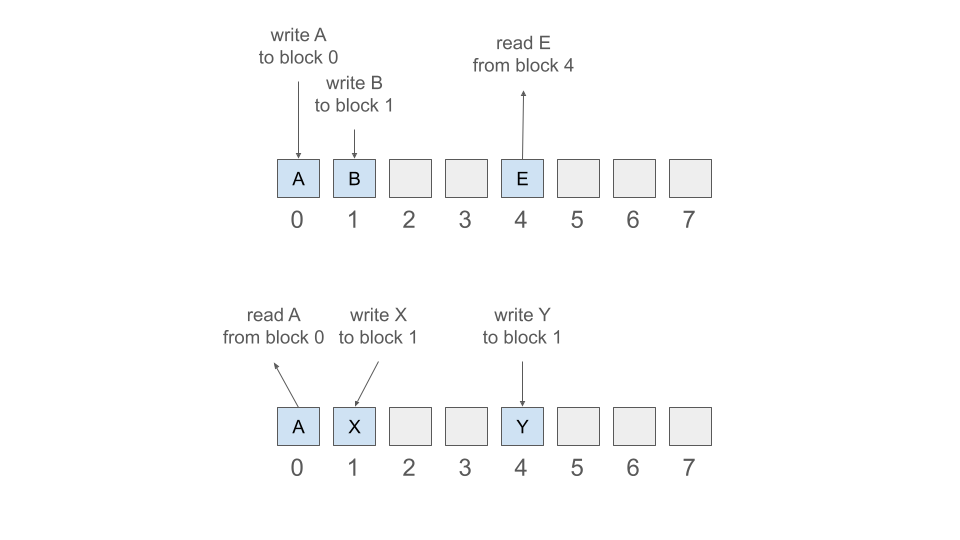 write A
to block 0
read E
from block 4
write B
to block 1
A B E
0 1 2 3 4 5 6 7
read A
from block 0
write X
to block 1
write Y
to block 1
A X Y
0 1 2 3 4 5 6 7